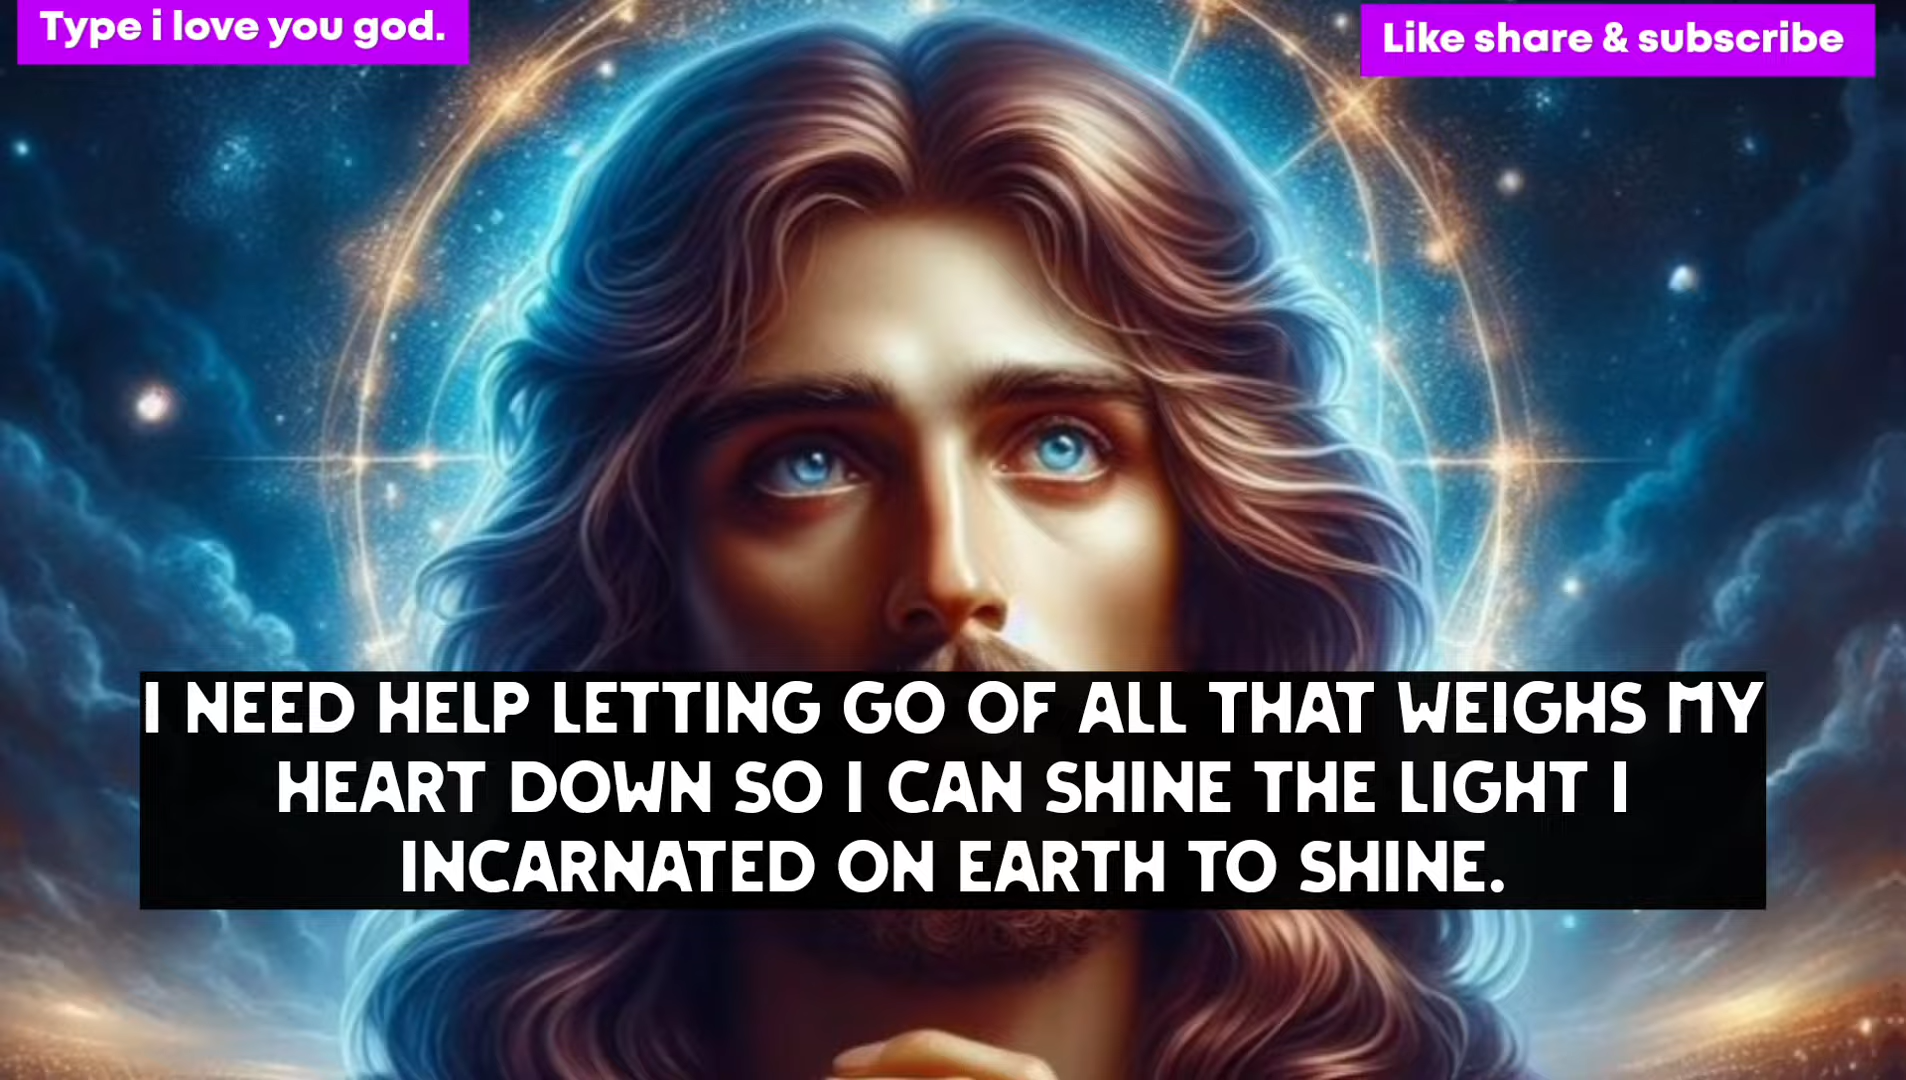 Type i love you god.
Like share & subscribe
I NEED HELP LETTING GO OF ALL THAT WEIGHS MY
HEART DOWN SO I CAN SHINE THE LIGHT I
INCARNATED ON EARTH TO SHINE.